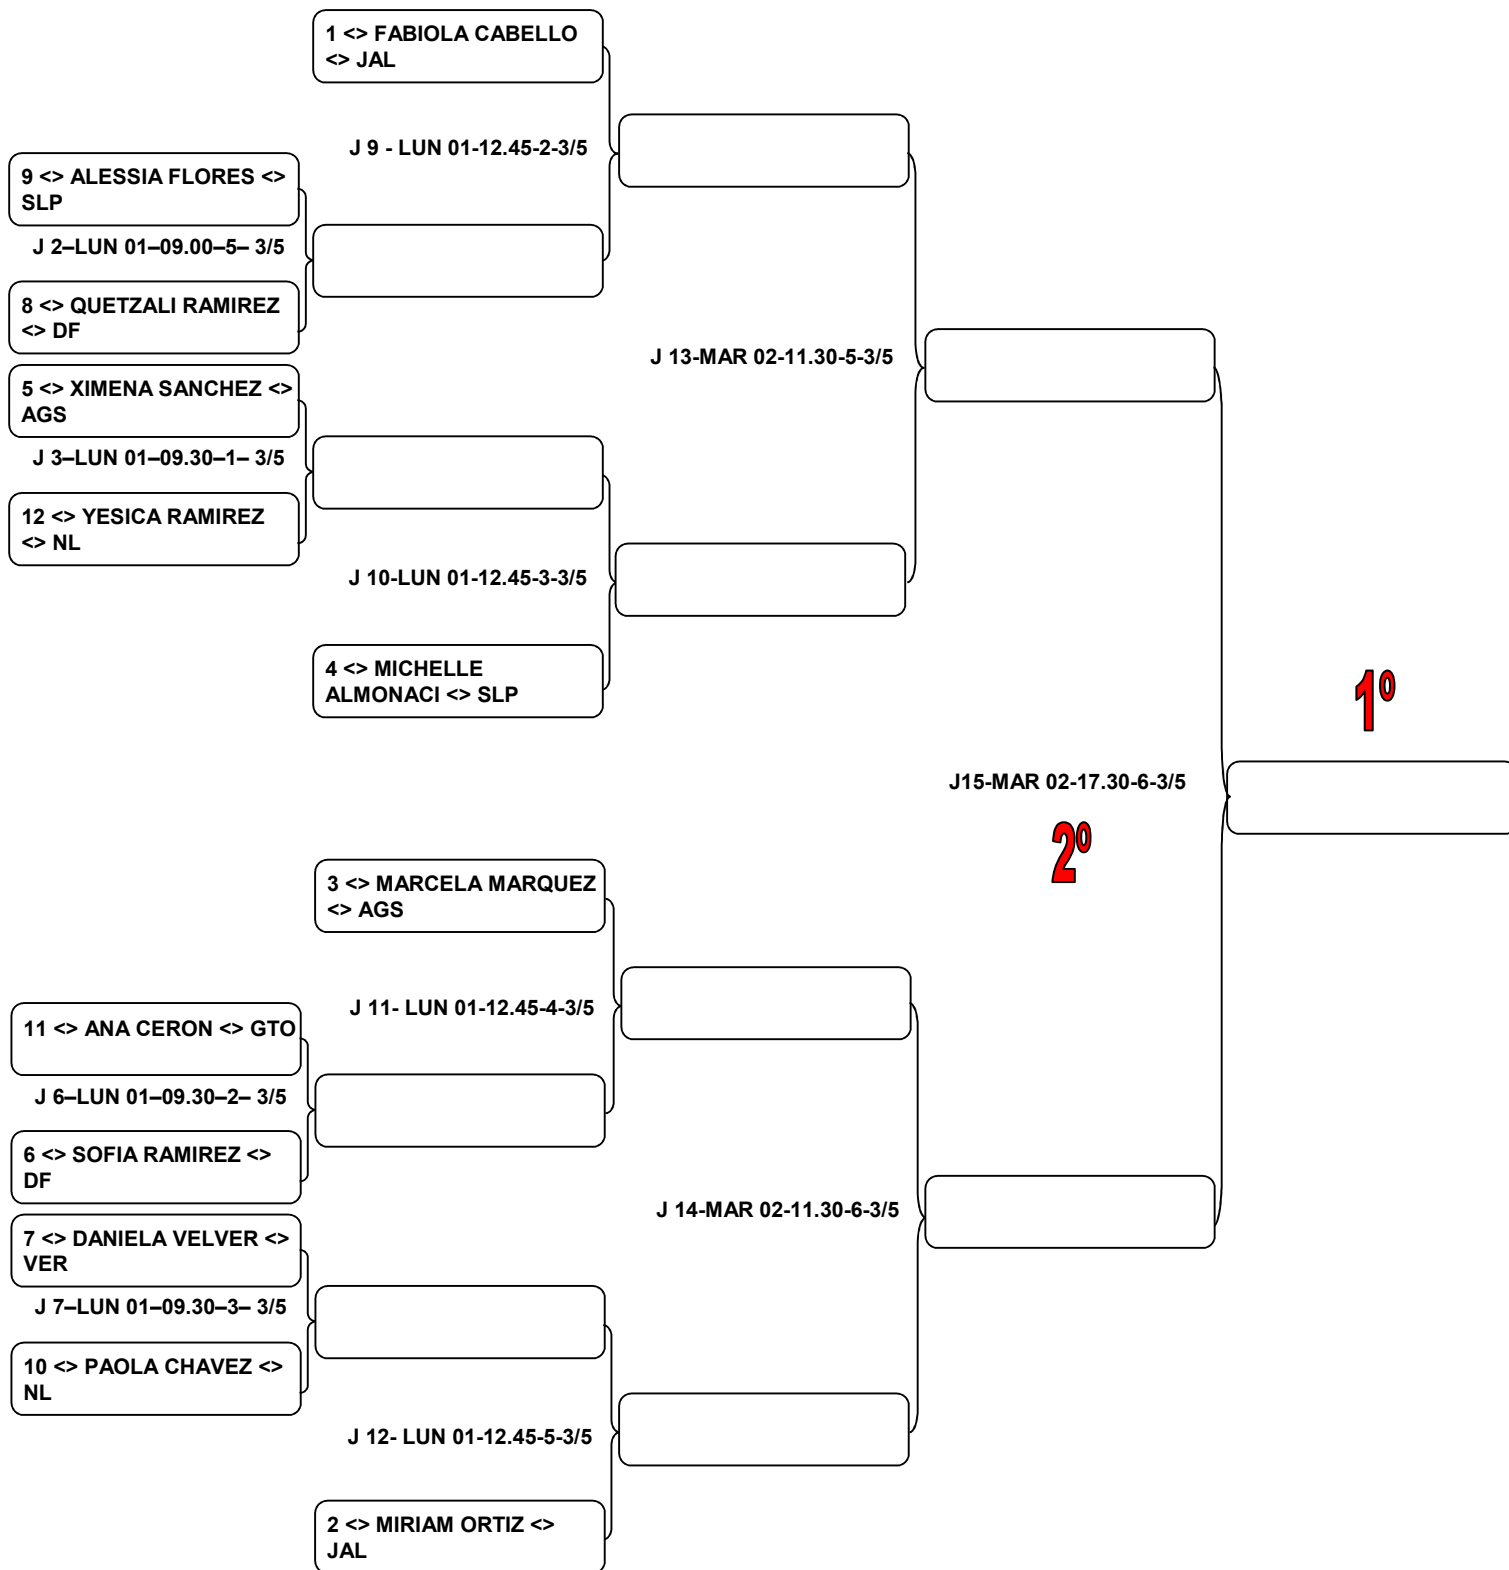 1 <> FABIOLA CABELLO
<> JAL
J 9 - LUN 01-12.45-2-3/5
9 <> ALESSIA FLORES <>
SLP
J 2–LUN 01–09.00–5– 3/5
8 <> QUETZALI RAMIREZ
<> DF
J 13-MAR 02-11.30-5-3/5
5 <> XIMENA SANCHEZ <>
AGS
J 3–LUN 01–09.30–1– 3/5
12 <> YESICA RAMIREZ
<> NL
J 10-LUN 01-12.45-3-3/5
4 <> MICHELLE
ALMONACI <> SLP
1º
J15-MAR 02-17.30-6-3/5
2º
3 <> MARCELA MARQUEZ
<> AGS
J 11- LUN 01-12.45-4-3/5
11 <> ANA CERON <> GTO
J 6–LUN 01–09.30–2– 3/5
6 <> SOFIA RAMIREZ <>
DF
J 14-MAR 02-11.30-6-3/5
7 <> DANIELA VELVER <>
VER
J 7–LUN 01–09.30–3– 3/5
10 <> PAOLA CHAVEZ <>
NL
J 12- LUN 01-12.45-5-3/5
2 <> MIRIAM ORTIZ <>
JAL